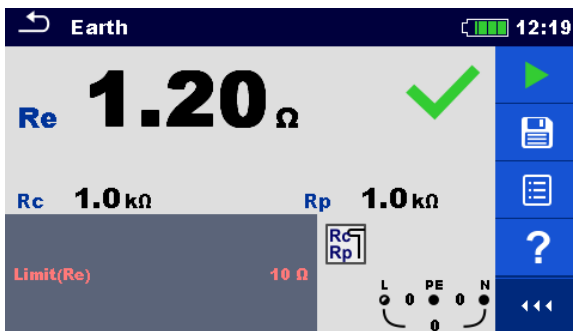 Earth 12:19
Re 1.20 Ω
Rc 1.0 kΩ Rp 1.0 kΩ
Rc
Rp
Limit(Re) 10 Ω
L PE N
0 0
0
?